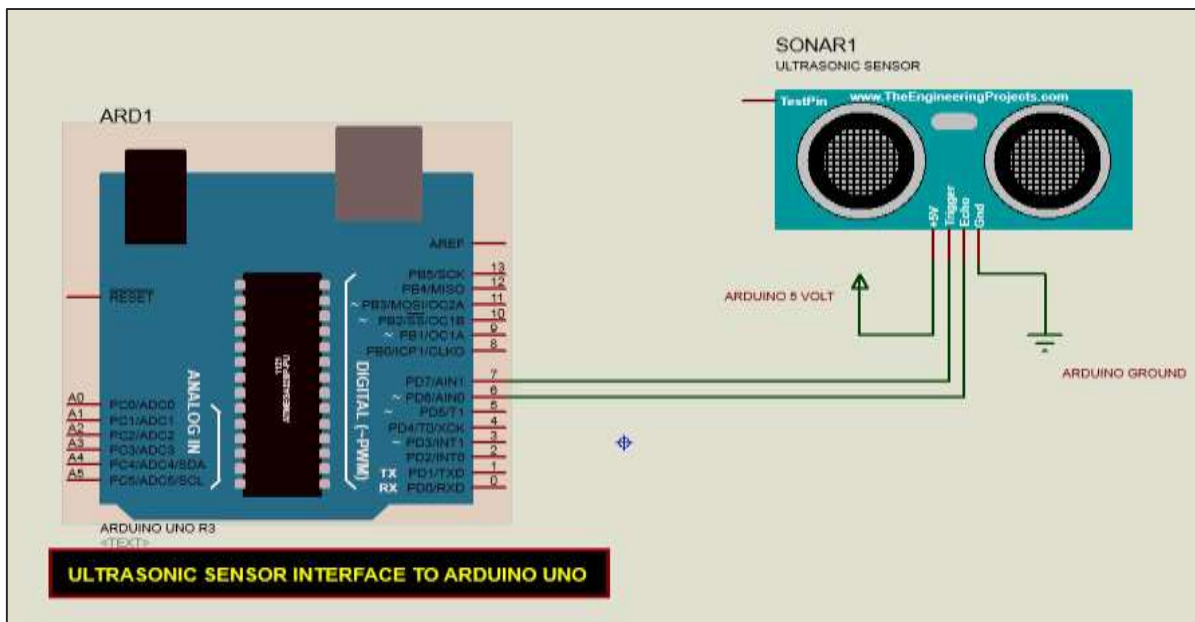 SONAR1
ULTRASONIC SENSOR
TestPin
www.TheEngineeringProjects.com
+5V
Trigger
Echo
Gnd
ARDUINO 5 VOLT
ARDUINO GROUND
ARD1
AREF
RESET
PB5/SCK 13
PB4/MISO 12
~ PB3/MOSI/OC2A 11
~ PB2/SS/OC1B 10
~ PB1/OC1A 9
PB0/ICP1/CLKO 8
PD7/AIN1 7
~ PD6/AIN0 6
~ PD5/T1 5
PD4/T0/XCK 4
~ PD3/INT1 3
PD2/INT0 2
TX PD1/TXD 1
RX PD0/RXD 0
DIGITAL (~PWM)
ANALOG IN
1121
ATMEGA328P-PU
A0 PC0/ADC0
A1 PC1/ADC1
A2 PC2/ADC2
A3 PC3/ADC3
A4 PC4/ADC4/SDA
A5 PC5/ADC5/SCL
ARDUINO UNO R3
<TEXT>
ULTRASONIC SENSOR INTERFACE TO ARDUINO UNO